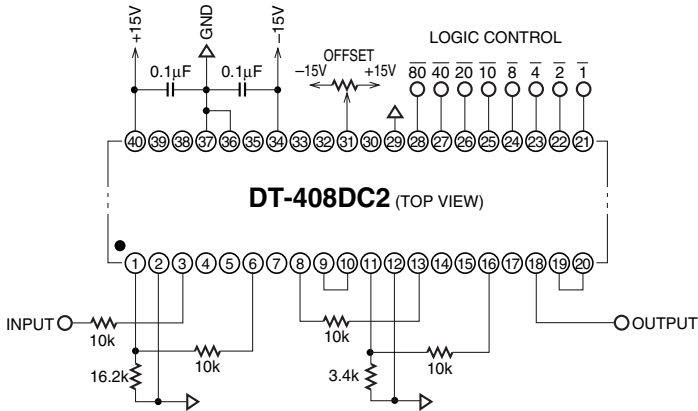 +15V GND −15V
0.1µF 0.1µF
OFFSET
−15V +15V
LOGIC CONTROL
80 40 20 10 8 4 2 1
40 39 38 37 36 35 34 33 32 31 30 29 28 27 26 25 24 23 22 21
DT-408DC2 (TOP VIEW)
1 2 3 4 5 6 7 8 9 10 11 12 13 14 15 16 17 18 19 20
INPUT 10k 10k OUTPUT
10k 10k
16.2k 3.4k